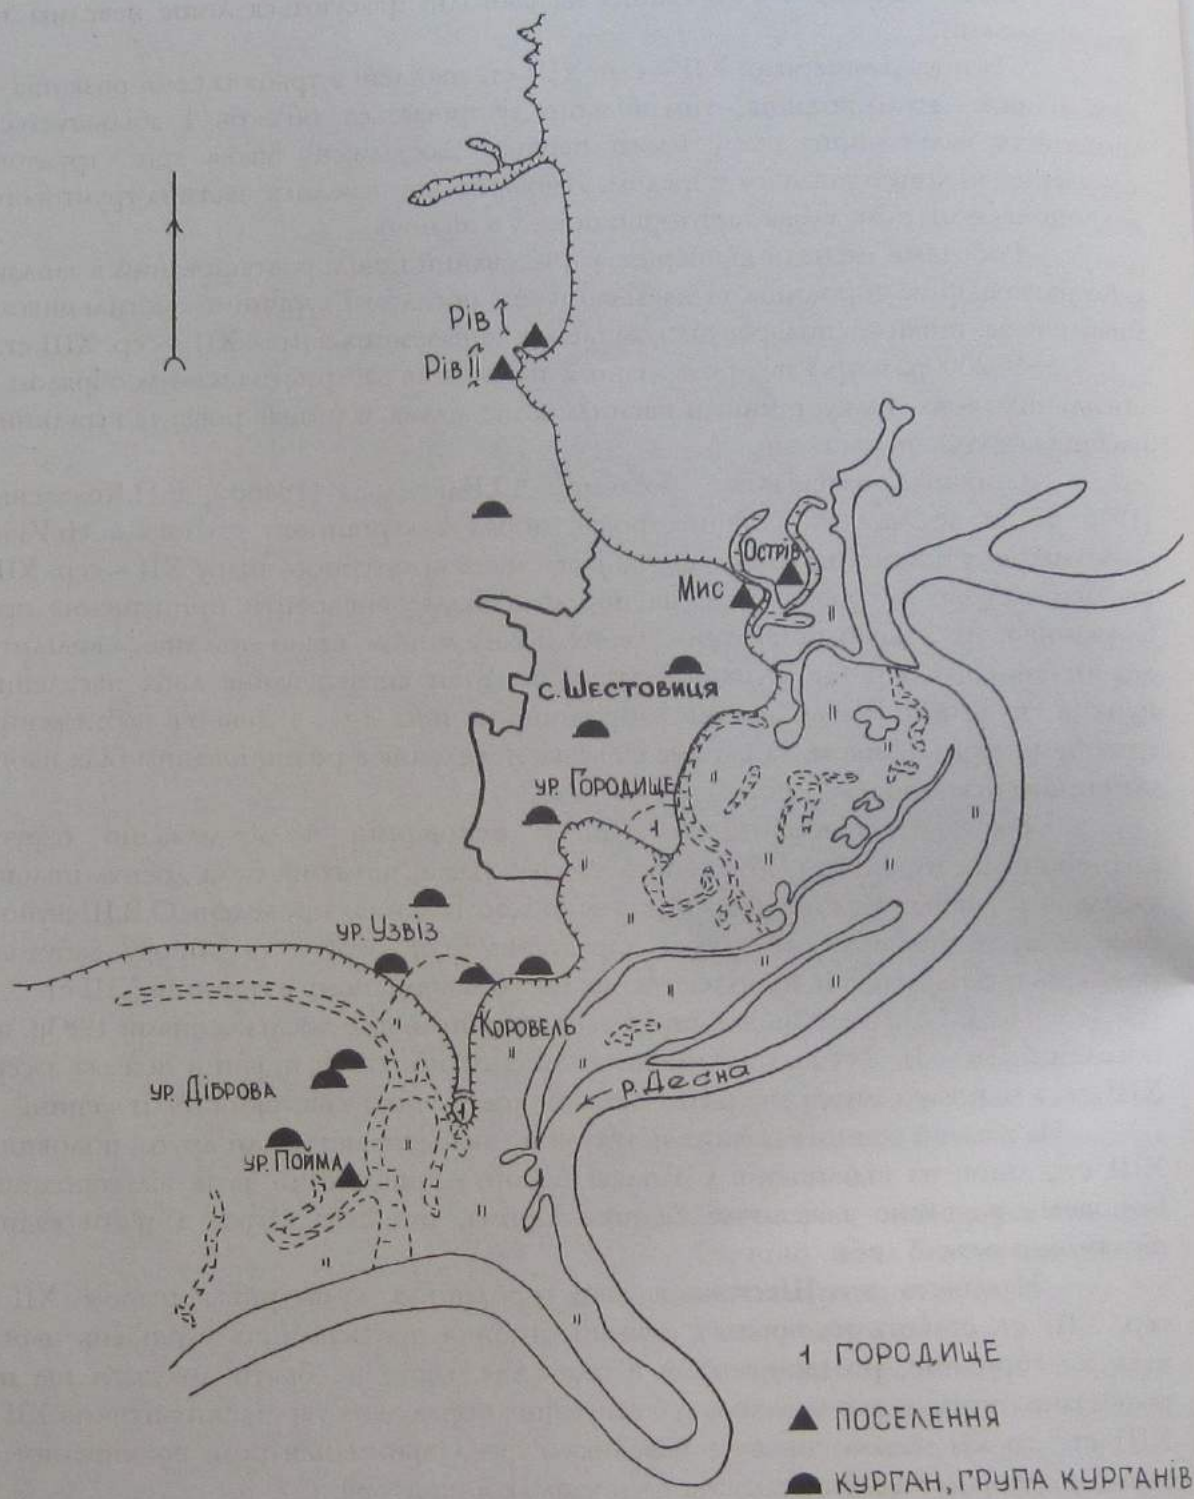 Рів I
Рів II
Острів
Мис
с. Шестовиця
ур. Городище
1
ур. Узвіз
Коровель
р. Десна
ур. Діброва
1
ур. Пойма
1 ГОРОДИЩЕ
ПОСЕЛЕННЯ
КУРГАН, ГРУПА КУРГАНІВ